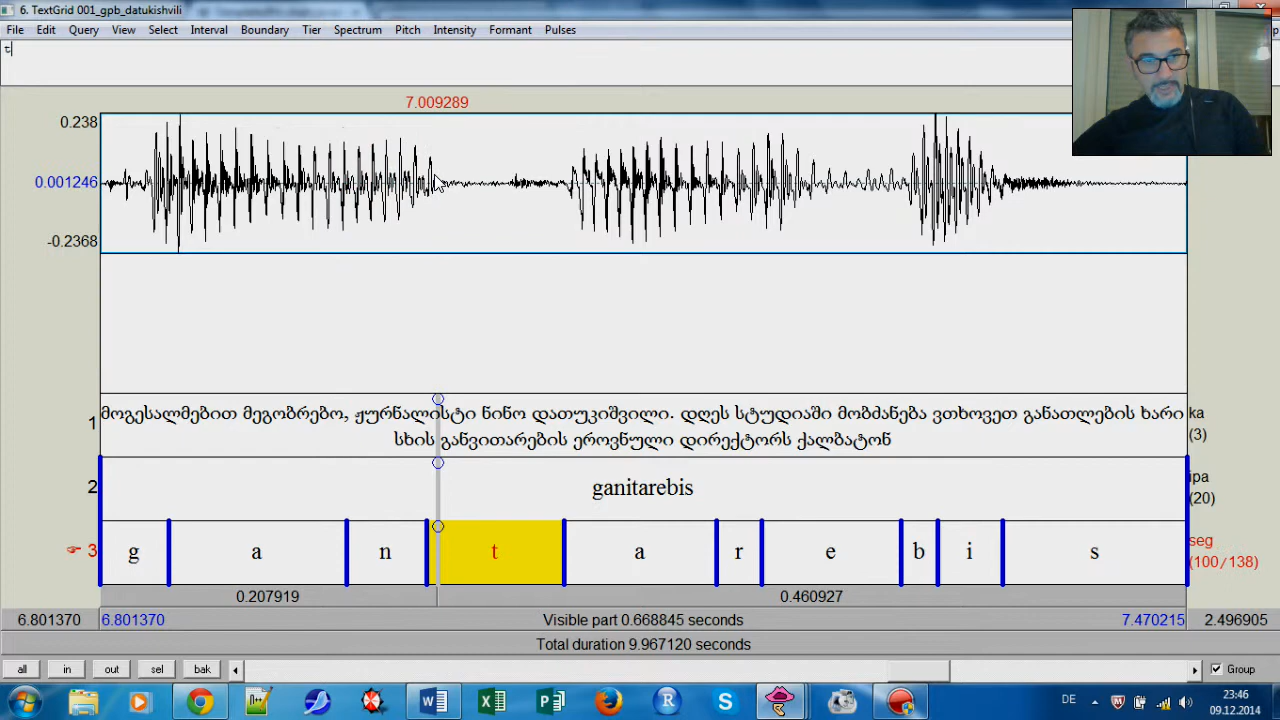 6. TextGrid 001_gpb_datukishvili
File Edit Query View Select Interval Boundary Tier Spectrum Pitch Intensity Formant Pulses
t
7.009289
0.238
0.001246
-0.2368
1 მოგესალმებით მეგობრებო, ჟურნალისტი ნინო დათუკიშვილი. დღეს სტუდიაში მობძანება ვთხოვეთ განათლების ხარი ka
სხის განვითარების ეროვნული დირექტორს ქალბატონ (3)
2 ganitarebis ipa
(20)
3 g a n t a r e b i s seg
(100/138)
0.207919 0.460927
6.801370 6.801370 Visible part 0.668845 seconds 7.470215 2.496905
Total duration 9.967120 seconds
all in out sel bak Group
DE 23:46
09.12.2014